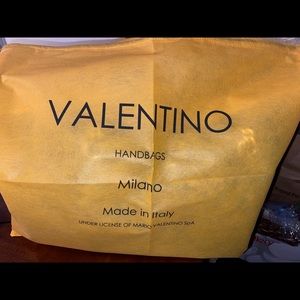 VALENTINO
HANDBAGS
Milano
Made in Italy
UNDER LICENSE OF MARIO VALENTINO SpA